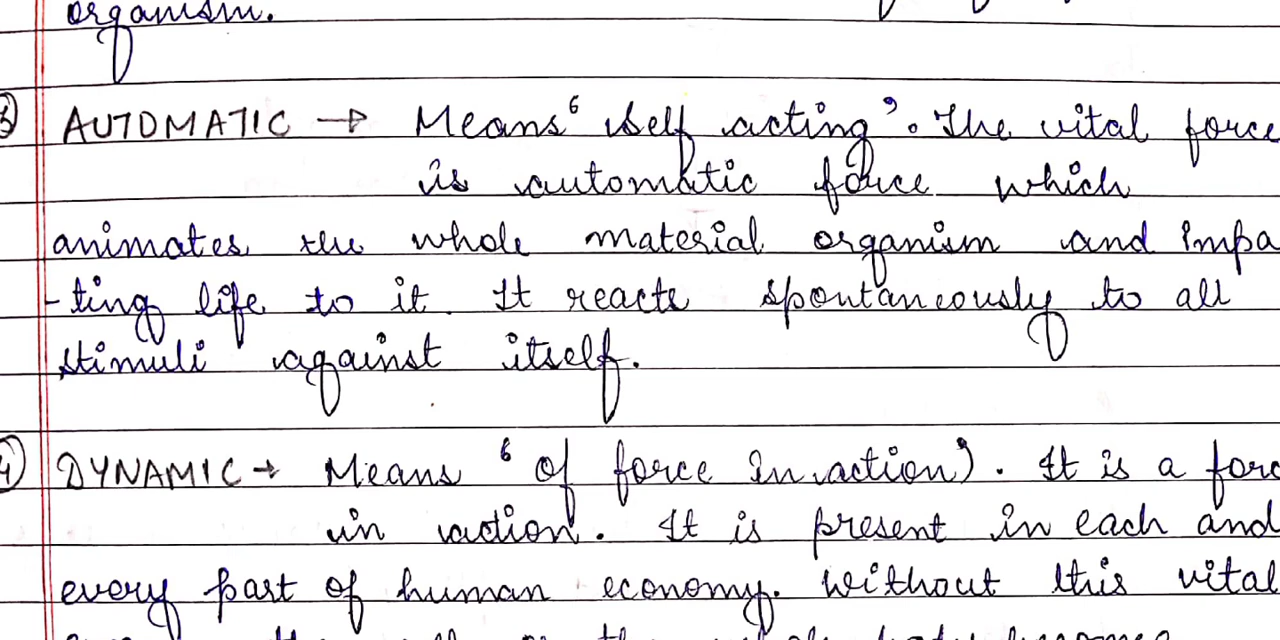 organism.
③ AUTOMATIC → Means 'self acting'. The vital force
is automatic force which
animates the whole material organism and impa
-ting life to it. It reacts spontaneously to all
stimuli against itself.
④ DYNAMIC → Means 'of force in action'. It is a forc
in action. It is present in each and
every part of human economy. Without this vital